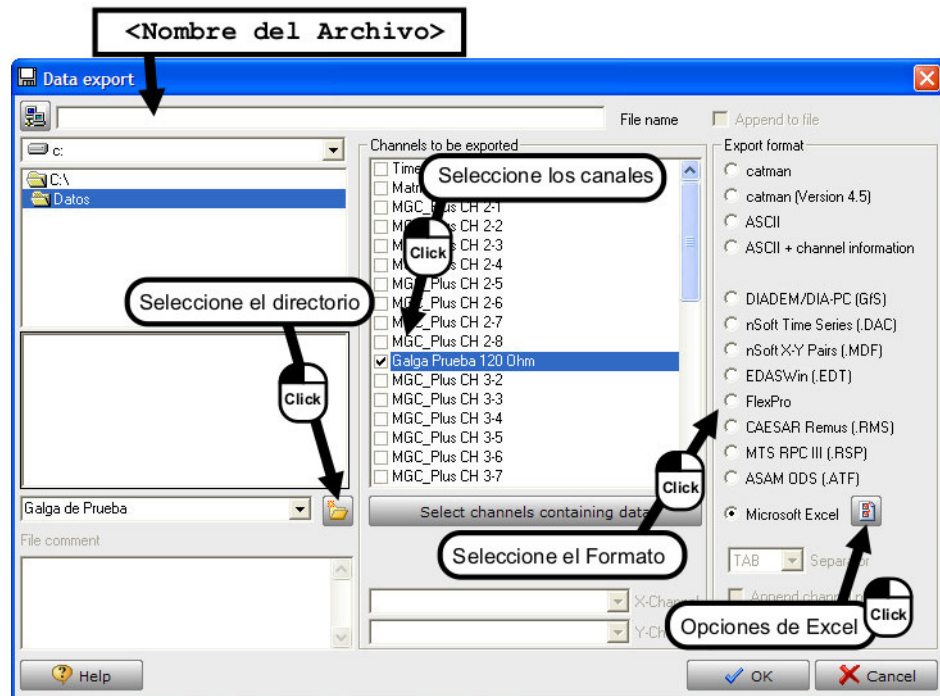 <Nombre del Archivo>
Data export
File name
Append to file
c:
C:\
Datos
Channels to be exported
Seleccione los canales
MGC_Plus CH 2-1
CH 2-2
CH 2-3
CH 2-4
MGC_Plus CH 2-5
MGC_Plus CH 2-6
MGC_Plus CH 2-7
MGC_Plus CH 2-8
Galga Prueba 120 Ohm
MGC_Plus CH 3-2
MGC_Plus CH 3-3
MGC_Plus CH 3-4
MGC_Plus CH 3-5
MGC_Plus CH 3-6
MGC_Plus CH 3-7
Click
Seleccione el directorio
Click
Select channels containing data
Export format
catman
catman (Version 4.5)
ASCII
ASCII + channel information
DIADEM/DIA-PC (GfS)
nSoft Time Series (.DAC)
nSoft X-Y Pairs (.MDF)
EDASWin (.EDT)
FlexPro
CAESAR Remus (.RMS)
MTS RPC III (.RSP)
ASAM ODS (.ATF)
Microsoft Excel
Click
Seleccione el Formato
TAB
Separator
Append channel
Galga de Prueba
File comment
X-Channel
Opciones de Excel
Click
Help
OK
Cancel